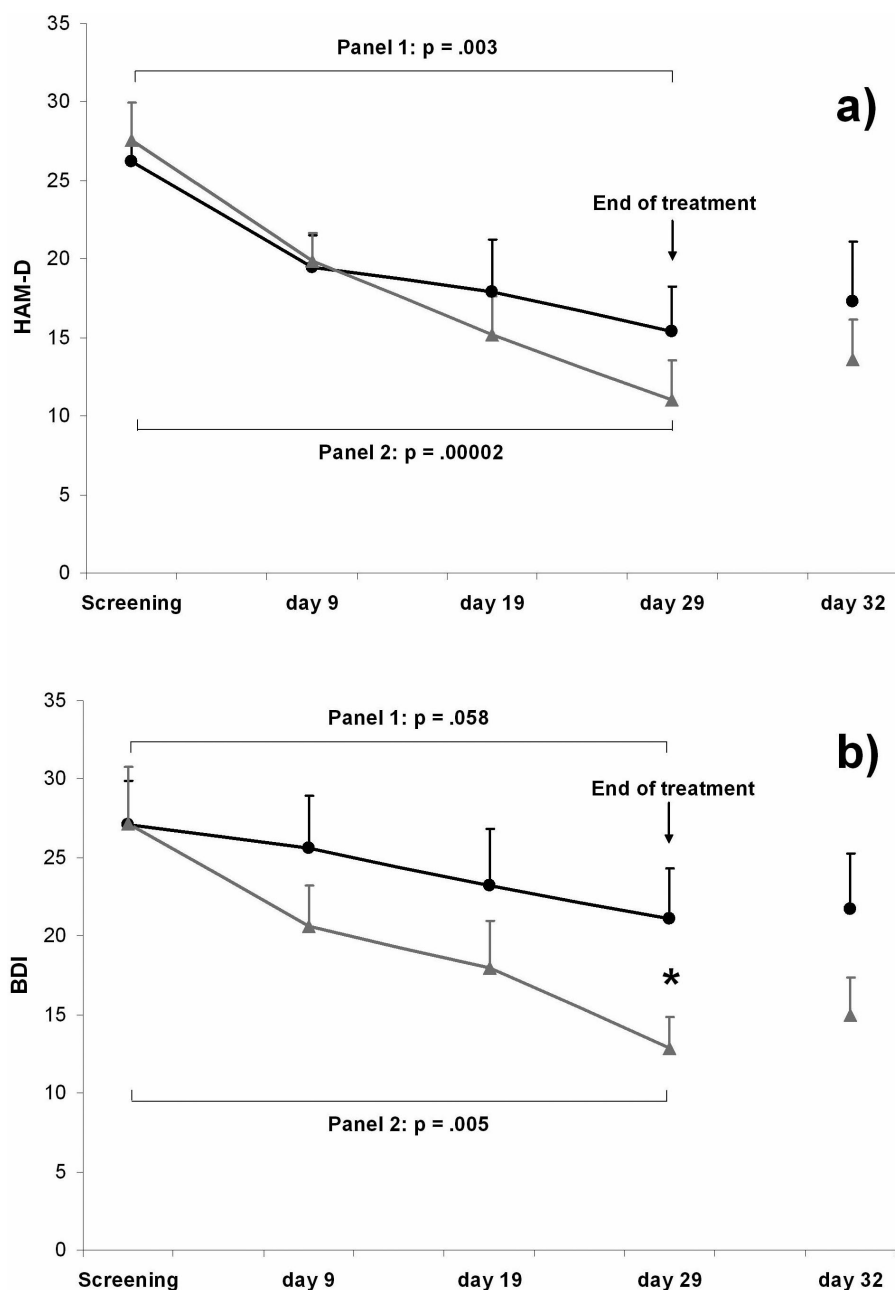 35
Panel 1: p = .003
30
a)
25
End of treatment
20
HAM-D
15
10
Panel 2: p = .00002
5
0
Screening day 9 day 19 day 29 day 32
35
Panel 1: p = .058
b)
30
End of treatment
25
20
*
BDI
15
10
Panel 2: p = .005
5
0
Screening day 9 day 19 day 29 day 32